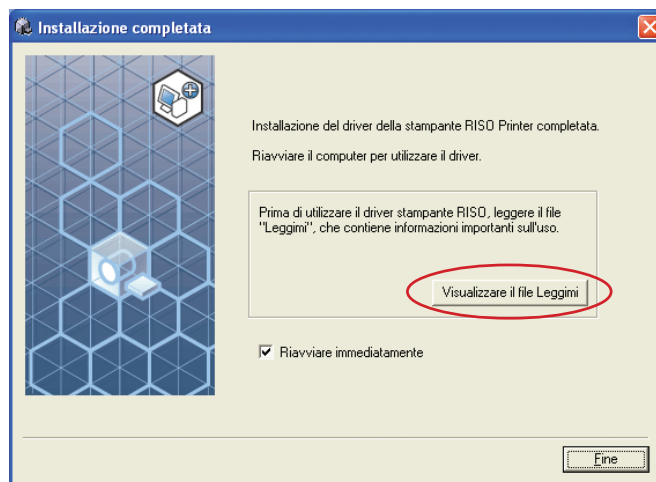 Installazione completata
Installazione del driver della stampante RISO Printer completata.
Riavviare il computer per utilizzare il driver.
Prima di utilizzare il driver stampante RISO, leggere il file
"Leggimi", che contiene informazioni importanti sull'uso.
Visualizzare il file Leggimi
Riavviare immediatamente
Fine